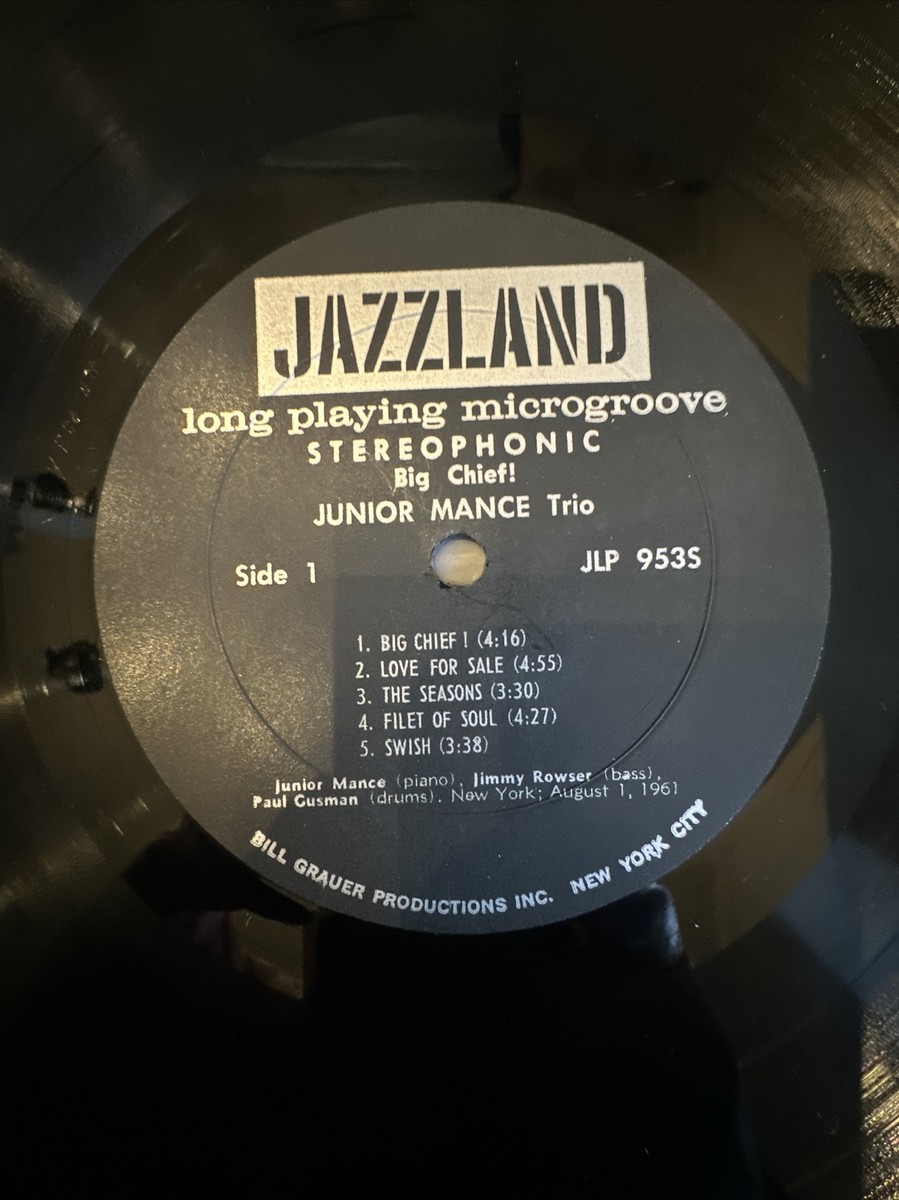 JAZZLAND
long playing microgroove
STEREOPHONIC
Big Chief!
JUNIOR MANCE Trio
Side 1
JLP 953S
1. BIG CHIEF! (4:16)
2. LOVE FOR SALE (4:55)
3. THE SEASONS (3:30)
4. FILET OF SOUL (4:27)
5. SWISH (3:38)
Junior Mance (piano), Jimmy Rowser (bass),
Paul Gusman (drums). New York; August 1, 1961
BILL GRAUER PRODUCTIONS INC. NEW YORK CITY